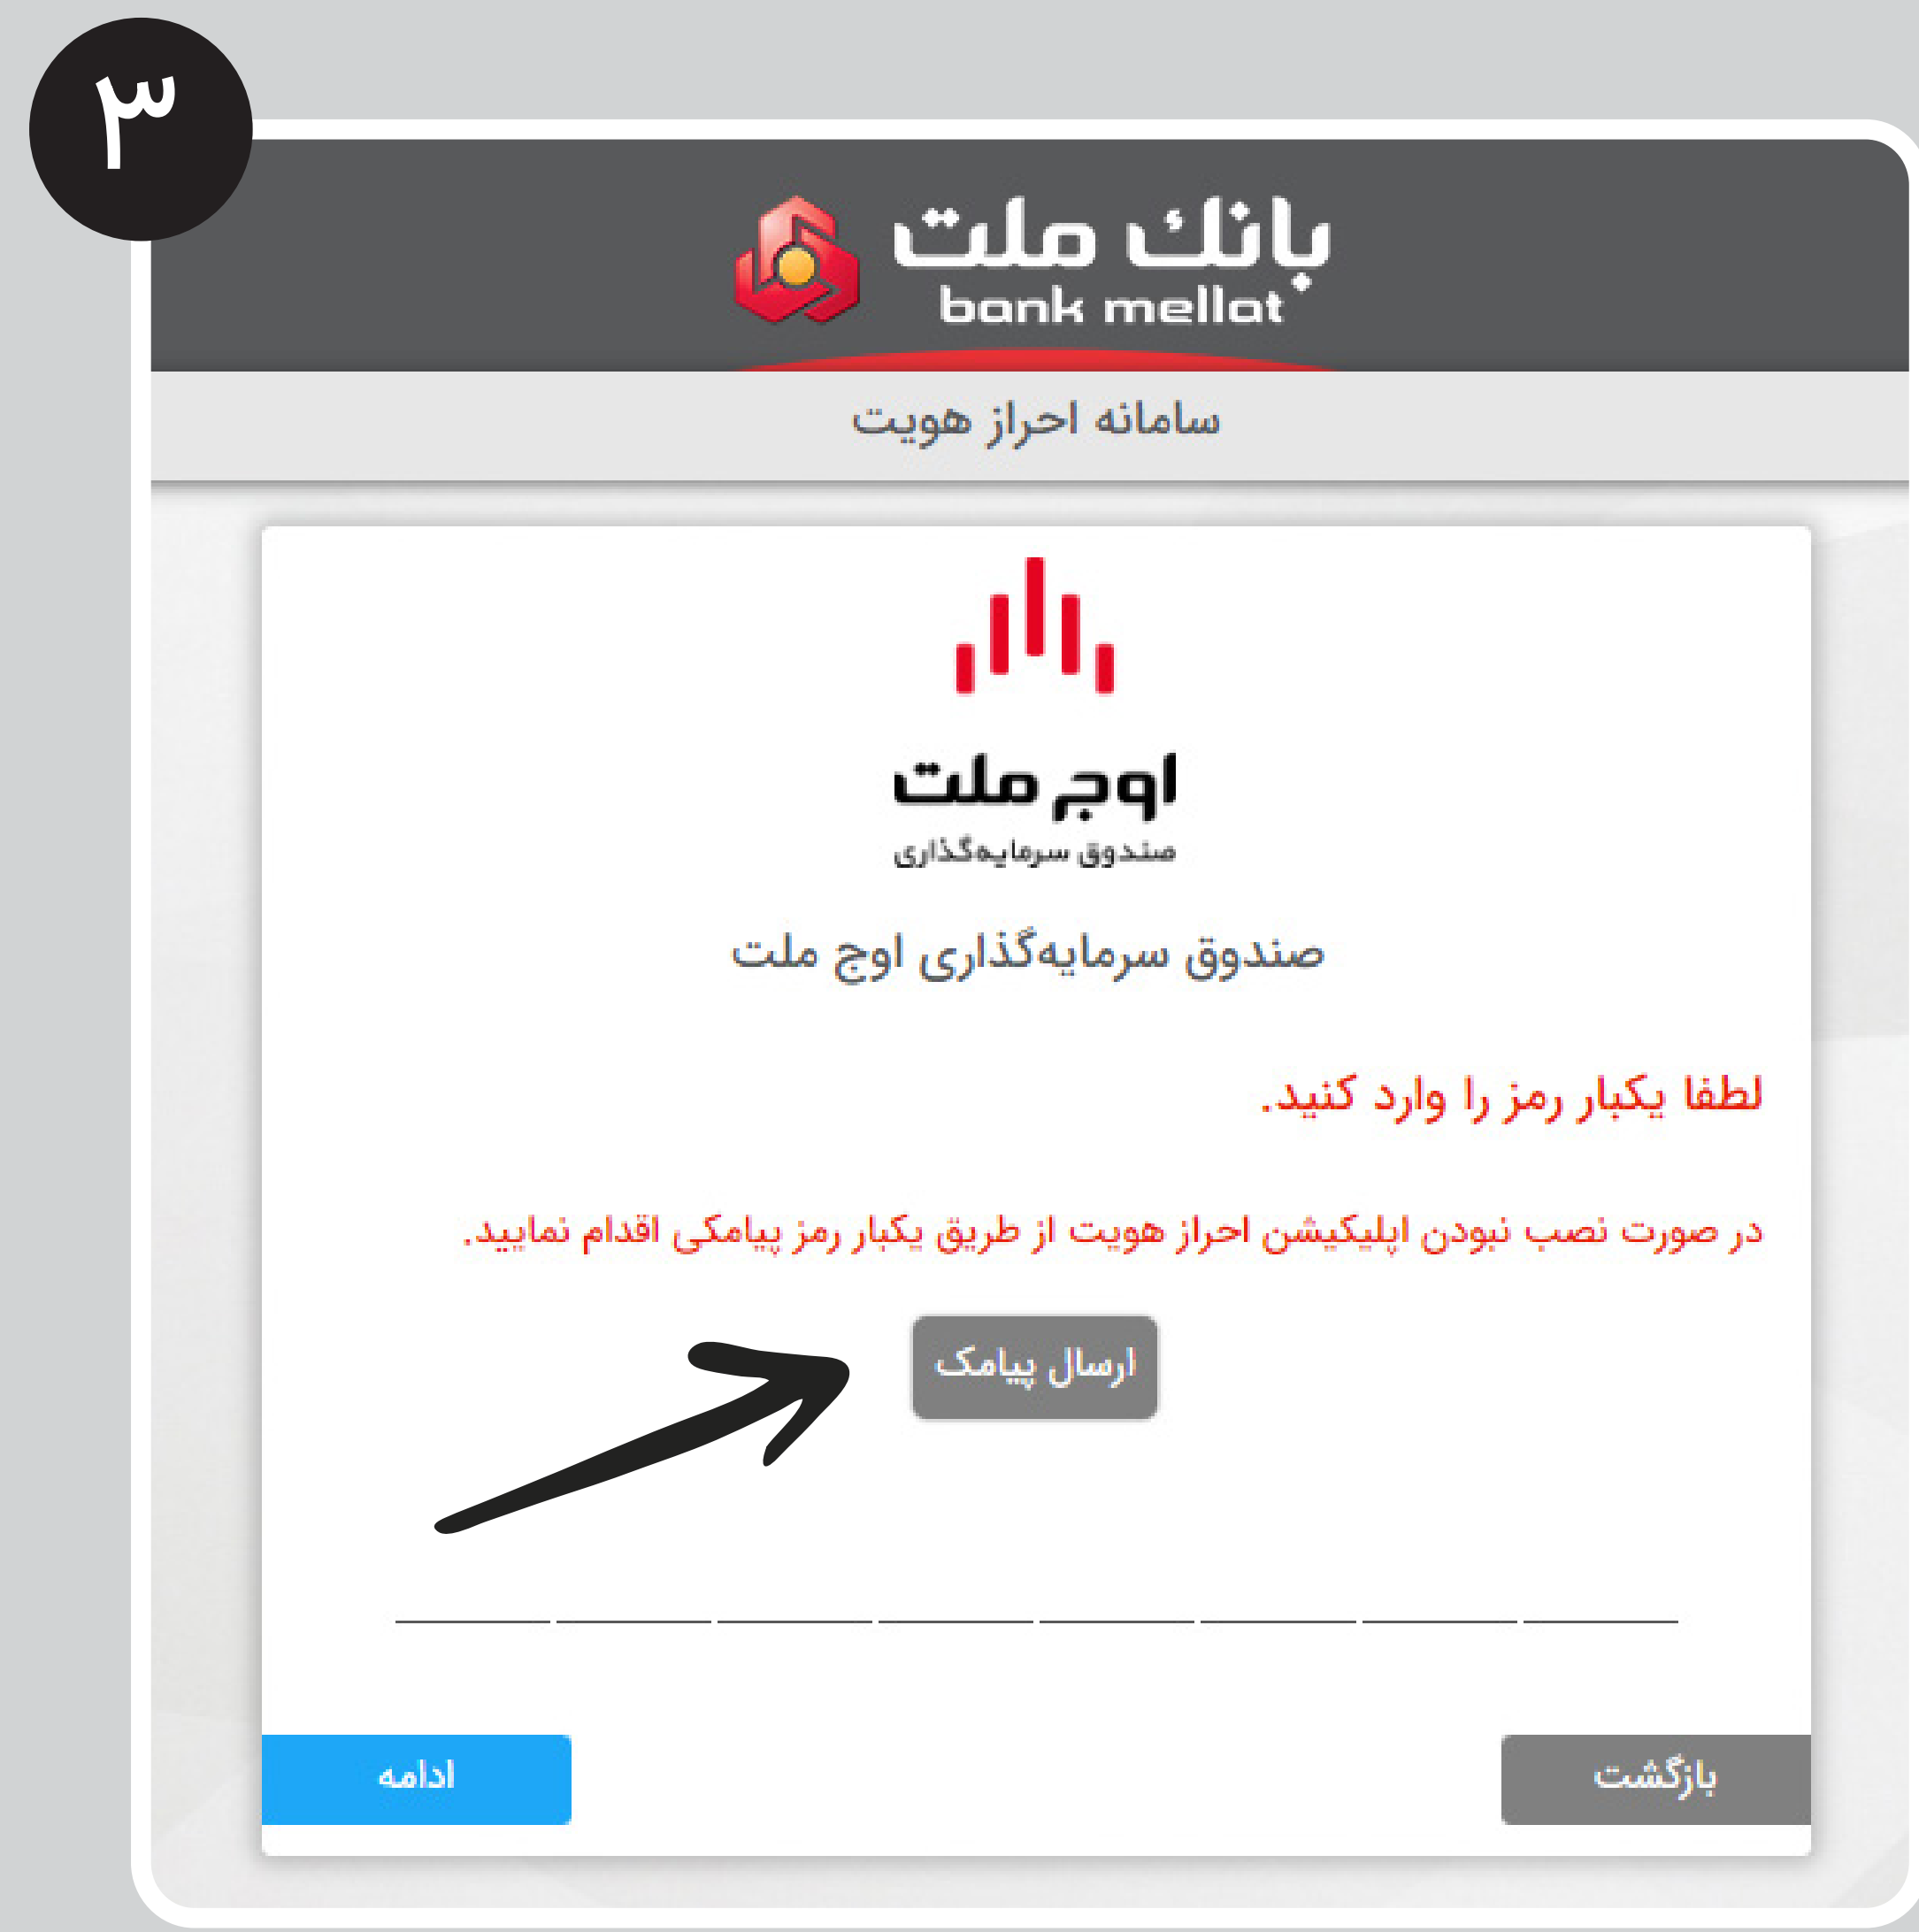 ۳
بانک ملت
bank mellat
سامانه احراز هویت
اوج ملت
صندوق سرمایه‌گذاری
صندوق سرمایه‌گذاری اوج ملت
لطفا یکبار رمز را وارد کنید.
در صورت نصب نبودن اپلیکیشن احراز هویت از طریق یکبار رمز پیامکی اقدام نمایید.
ارسال پیامک
بازگشت
ادامه